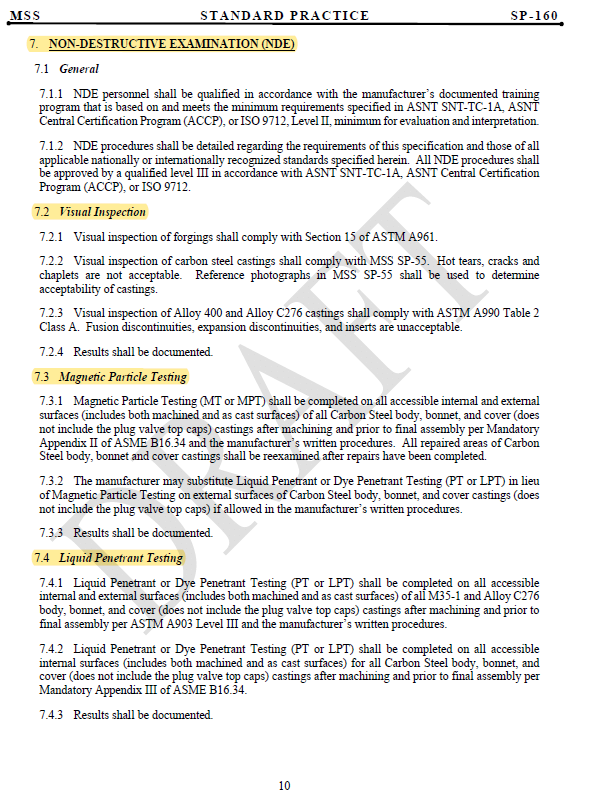 MSS STANDARD PRACTICE SP-160
7. NON-DESTRUCTIVE EXAMINATION (NDE)
7.1 General
7.1.1 NDE personnel shall be qualified in accordance with the manufacturer's documented training
program that is based on and meets the minimum requirements specified in ASNT SNT-TC-1A, ASNT
Central Certification Program (ACCP), or ISO 9712, Level II, minimum for evaluation and interpretation.
7.1.2 NDE procedures shall be detailed regarding the requirements of this specification and those of all
applicable nationally or internationally recognized standards specified herein. All NDE procedures shall
be approved by a qualified level III in accordance with ASNT SNT-TC-1A, ASNT Central Certification
Program (ACCP), or ISO 9712.
7.2 Visual Inspection
7.2.1 Visual inspection of forgings shall comply with Section 15 of ASTM A961.
7.2.2 Visual inspection of carbon steel castings shall comply with MSS SP-55. Hot tears, cracks and
chaplets are not acceptable. Reference photographs in MSS SP-55 shall be used to determine
acceptability of castings.
7.2.3 Visual inspection of Alloy 400 and Alloy C276 castings shall comply with ASTM A990 Table 2
Class A. Fusion discontinuities, expansion discontinuities, and inserts are unacceptable.
7.2.4 Results shall be documented.
7.3 Magnetic Particle Testing
7.3.1 Magnetic Particle Testing (MT or MPT) shall be completed on all accessible internal and external
surfaces (includes both machined and as cast surfaces) of all Carbon Steel body, bonnet, and cover (does
not include the plug valve top caps) castings after machining and prior to final assembly per Mandatory
Appendix II of ASME B16.34 and the manufacturer's written procedures. All repaired areas of Carbon
Steel body, bonnet and cover castings shall be reexamined after repairs have been completed.
7.3.2 The manufacturer may substitute Liquid Penetrant or Dye Penetrant Testing (PT or LPT) in lieu
of Magnetic Particle Testing on external surfaces of Carbon Steel body, bonnet, and cover castings (does
not include the plug valve top caps) if allowed in the manufacturer's written procedures.
7.3.3 Results shall be documented.
7.4 Liquid Penetrant Testing
7.4.1 Liquid Penetrant or Dye Penetrant Testing (PT or LPT) shall be completed on all accessible
internal and external surfaces (includes both machined and as cast surfaces) of all M35-1 and Alloy C276
body, bonnet, and cover (does not include the plug valve top caps) castings after machining and prior to
final assembly per ASTM A903 Level III and the manufacturer's written procedures.
7.4.2 Liquid Penetrant or Dye Penetrant Testing (PT or LPT) shall be completed on all accessible
internal surfaces (includes both machined and as cast surfaces) for all Carbon Steel body, bonnet, and
cover (does not include the plug valve top caps) castings after machining and prior to final assembly per
Mandatory Appendix III of ASME B16.34.
7.4.3 Results shall be documented.
DRAFT
10